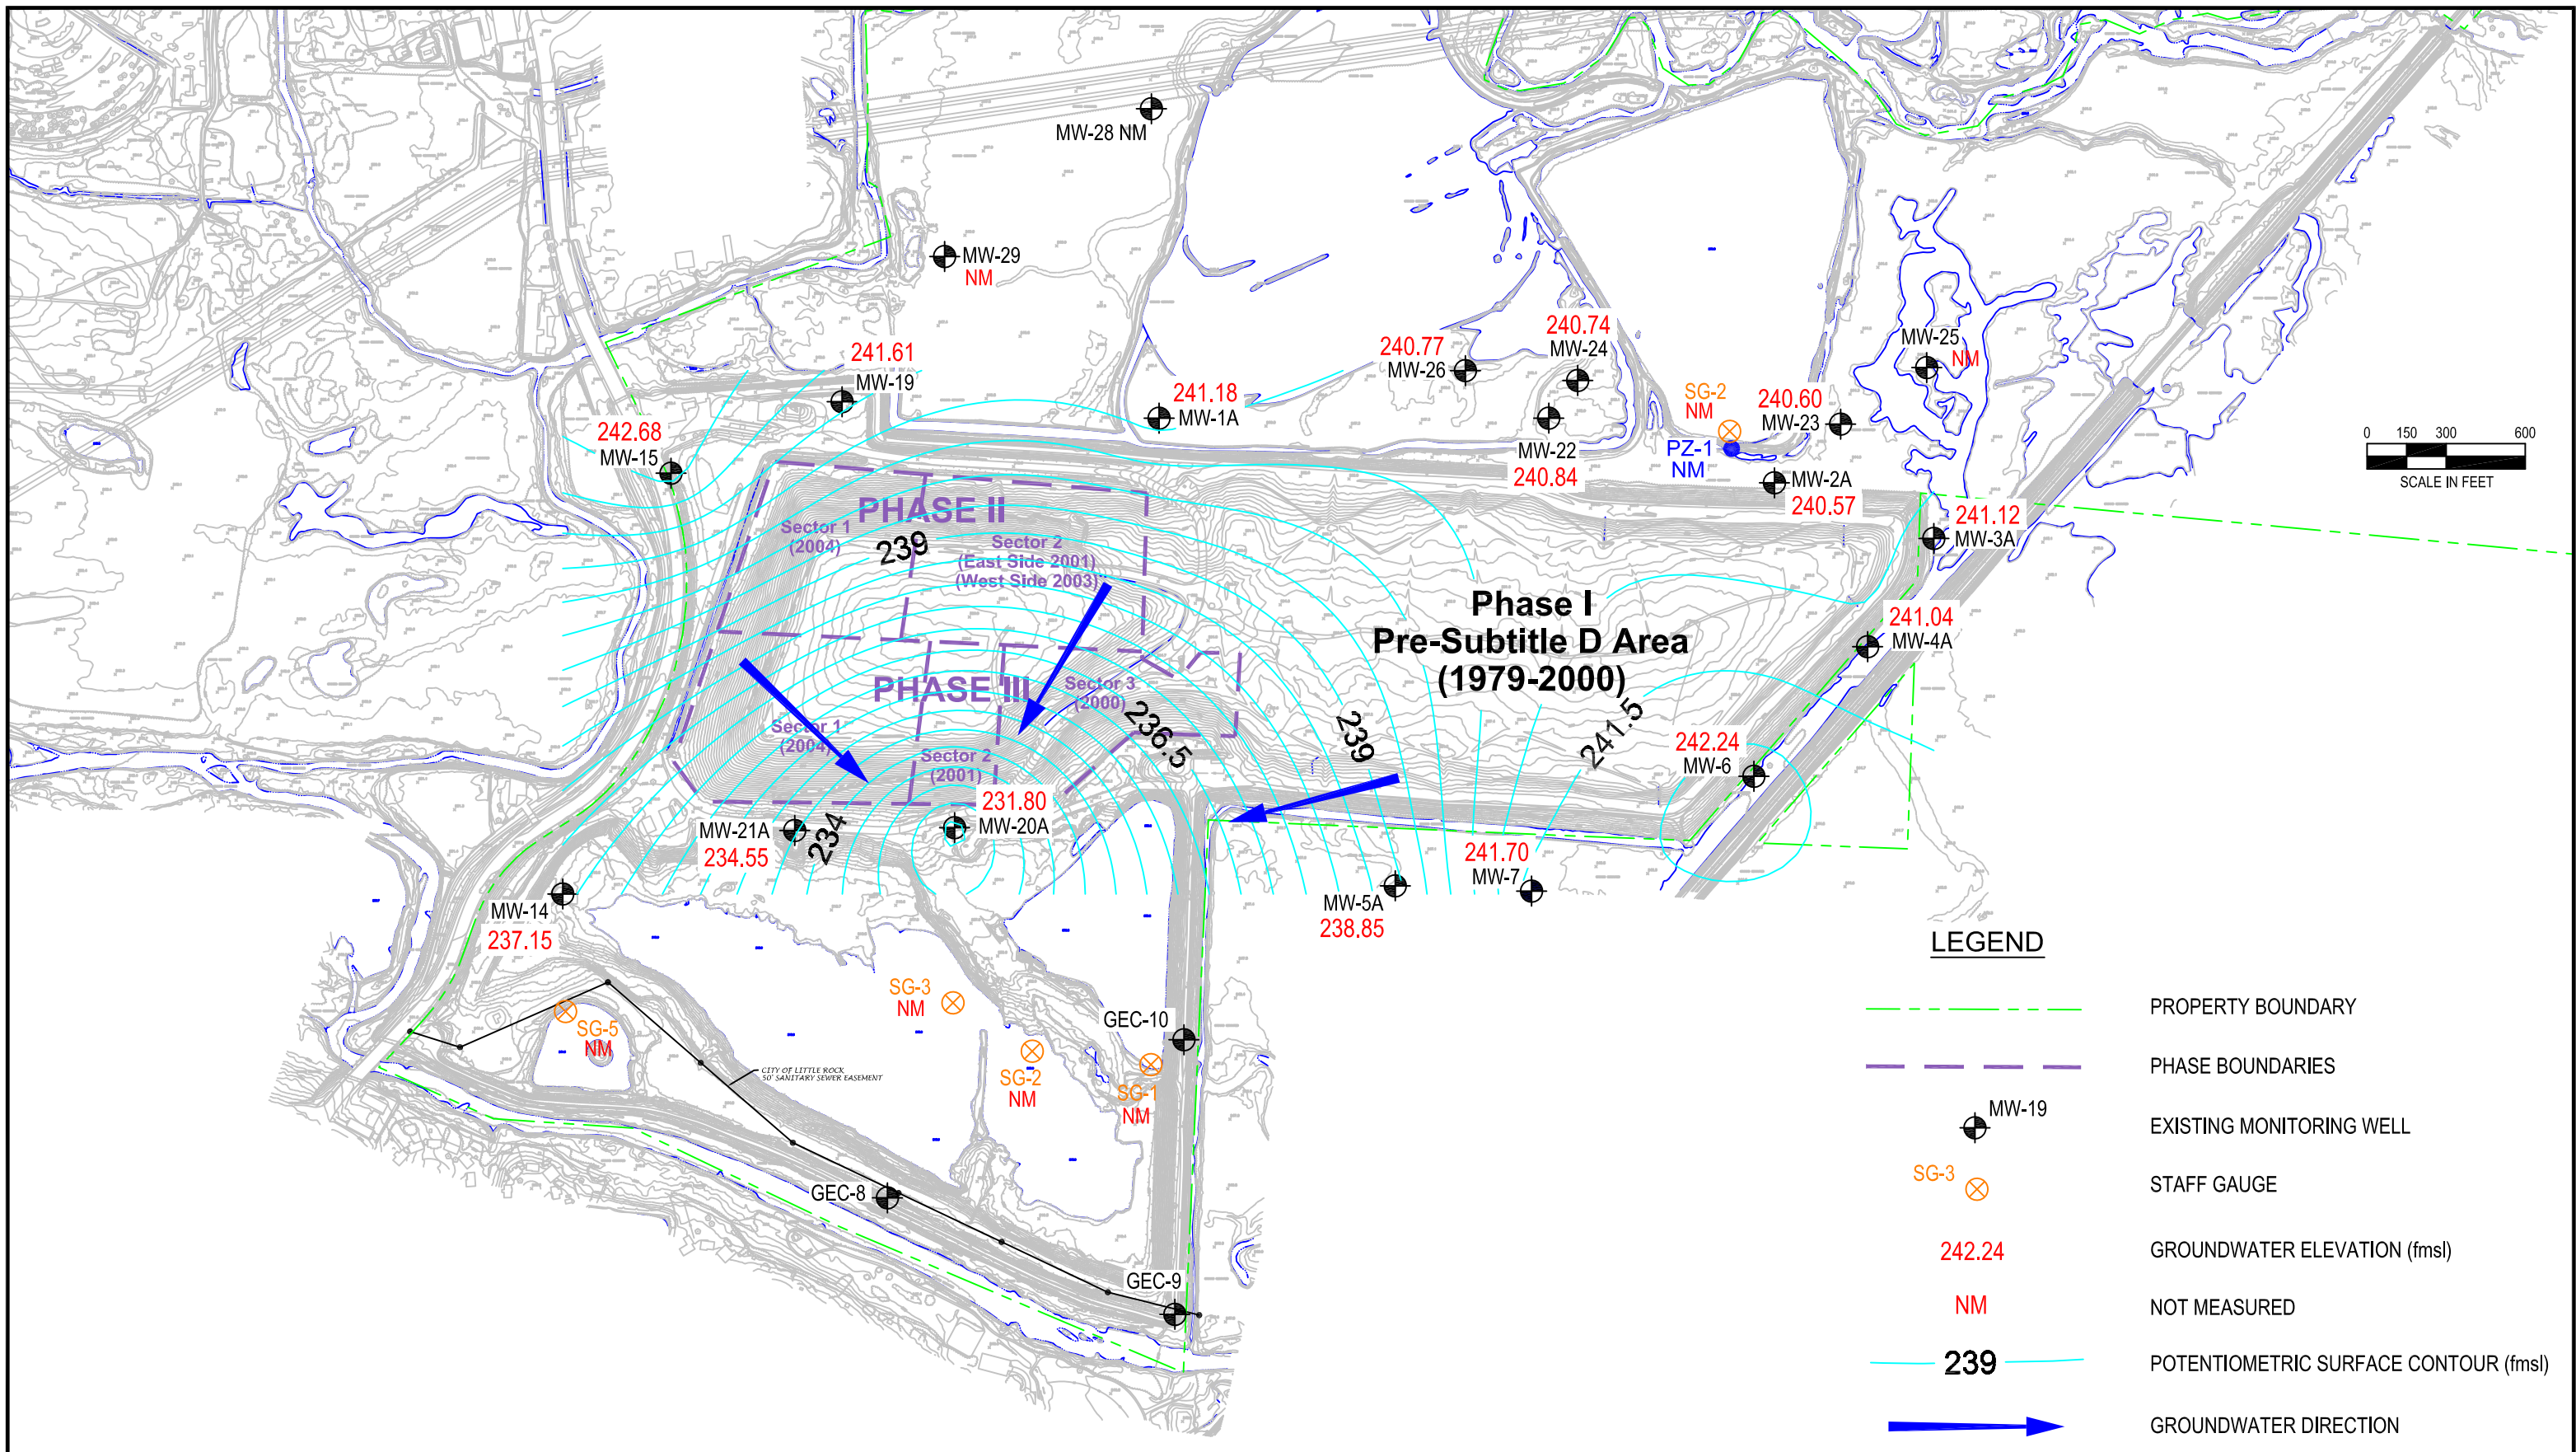 MW-28 NM
MW-29
NM
241.61
MW-19
242.68
MW-15
241.18
MW-1A
240.77
MW-26
240.74
MW-24
MW-22
240.84
SG-2
NM
PZ-1
NM
240.60
MW-23
MW-25
NM
MW-2A
240.57
241.12
MW-3A
241.04
MW-4A
0 150 300 600
SCALE IN FEET
PHASE II
Sector 1
(2004)
239
Sector 2
(East Side 2001)
(West Side 2003)
Phase I
Pre-Subtitle D Area
(1979-2000)
PHASE III
Sector 3
(2000)
Sector 1
(2004)
Sector 2
(2001)
236.5
239
241.5
242.24
MW-6
231.80
MW-20A
MW-21A
234.55
234
241.70
MW-7
MW-5A
238.85
MW-14
237.15
SG-3
NM
SG-5
NM
SG-2
NM
SG-1
NM
GEC-10
CITY OF LITTLE ROCK
50' SANITARY SEWER EASEMENT
GEC-8
GEC-9
LEGEND
PROPERTY BOUNDARY
PHASE BOUNDARIES
MW-19 EXISTING MONITORING WELL
SG-3 STAFF GAUGE
242.24 GROUNDWATER ELEVATION (fmsl)
NM NOT MEASURED
239 POTENTIOMETRIC SURFACE CONTOUR (fmsl)
GROUNDWATER DIRECTION